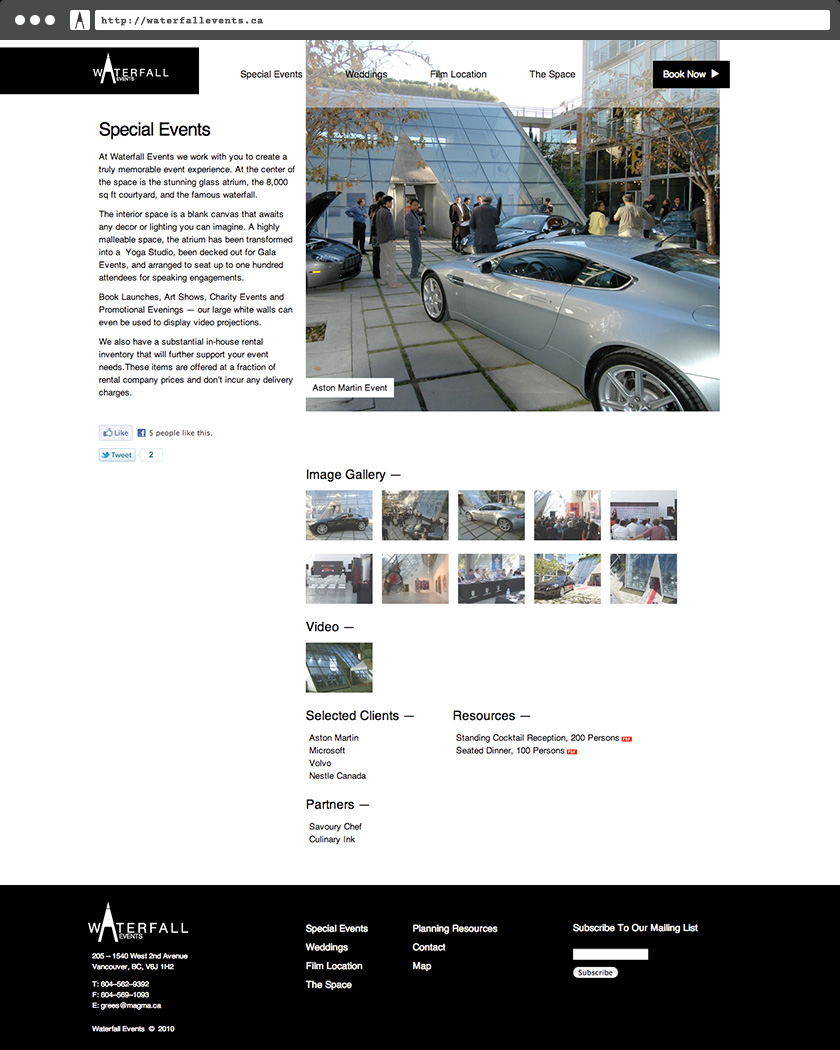 http://waterfallevents.ca
WATERFALL
EVENTS
Special Events
Weddings
Film Location
The Space
Book Now
Special Events
At Waterfall Events we work with you to create a
truly memorable event experience. At the center of
the space is the stunning glass atrium, the 8,000
sq ft courtyard, and the famous waterfall.
The interior space is a blank canvas that awaits
any decor or lighting you can imagine. A highly
malleable space, the atrium has been transformed
into a Yoga Studio, been decked out for Gala
Events, and arranged to seat up to one hundred
attendees for speaking engagements.
Book Launches, Art Shows, Charity Events and
Promotional Evenings — our large white walls can
even be used to display video projections.
We also have a substantial in-house rental
inventory that will further support your event
needs.These items are offered at a fraction of
rental company prices and don't incur any delivery
charges.
Like
5 people like this.
Tweet
2
Aston Martin Event
Image Gallery —
Video —
Selected Clients —
Aston Martin
Microsoft
Volvo
Nestle Canada
Resources —
Standing Cocktail Reception, 200 Persons PDF
Seated Dinner, 100 Persons PDF
Partners —
Savoury Chef
Culinary Ink
WATERFALL
EVENTS
205 – 1540 West 2nd Avenue
Vancouver, BC, V6J 1H2
T: 604–562–9392
F: 604–569–1093
E: grees@magma.ca
Waterfall Events © 2010
Special Events
Weddings
Film Location
The Space
Planning Resources
Contact
Map
Subscribe To Our Mailing List
Subscribe